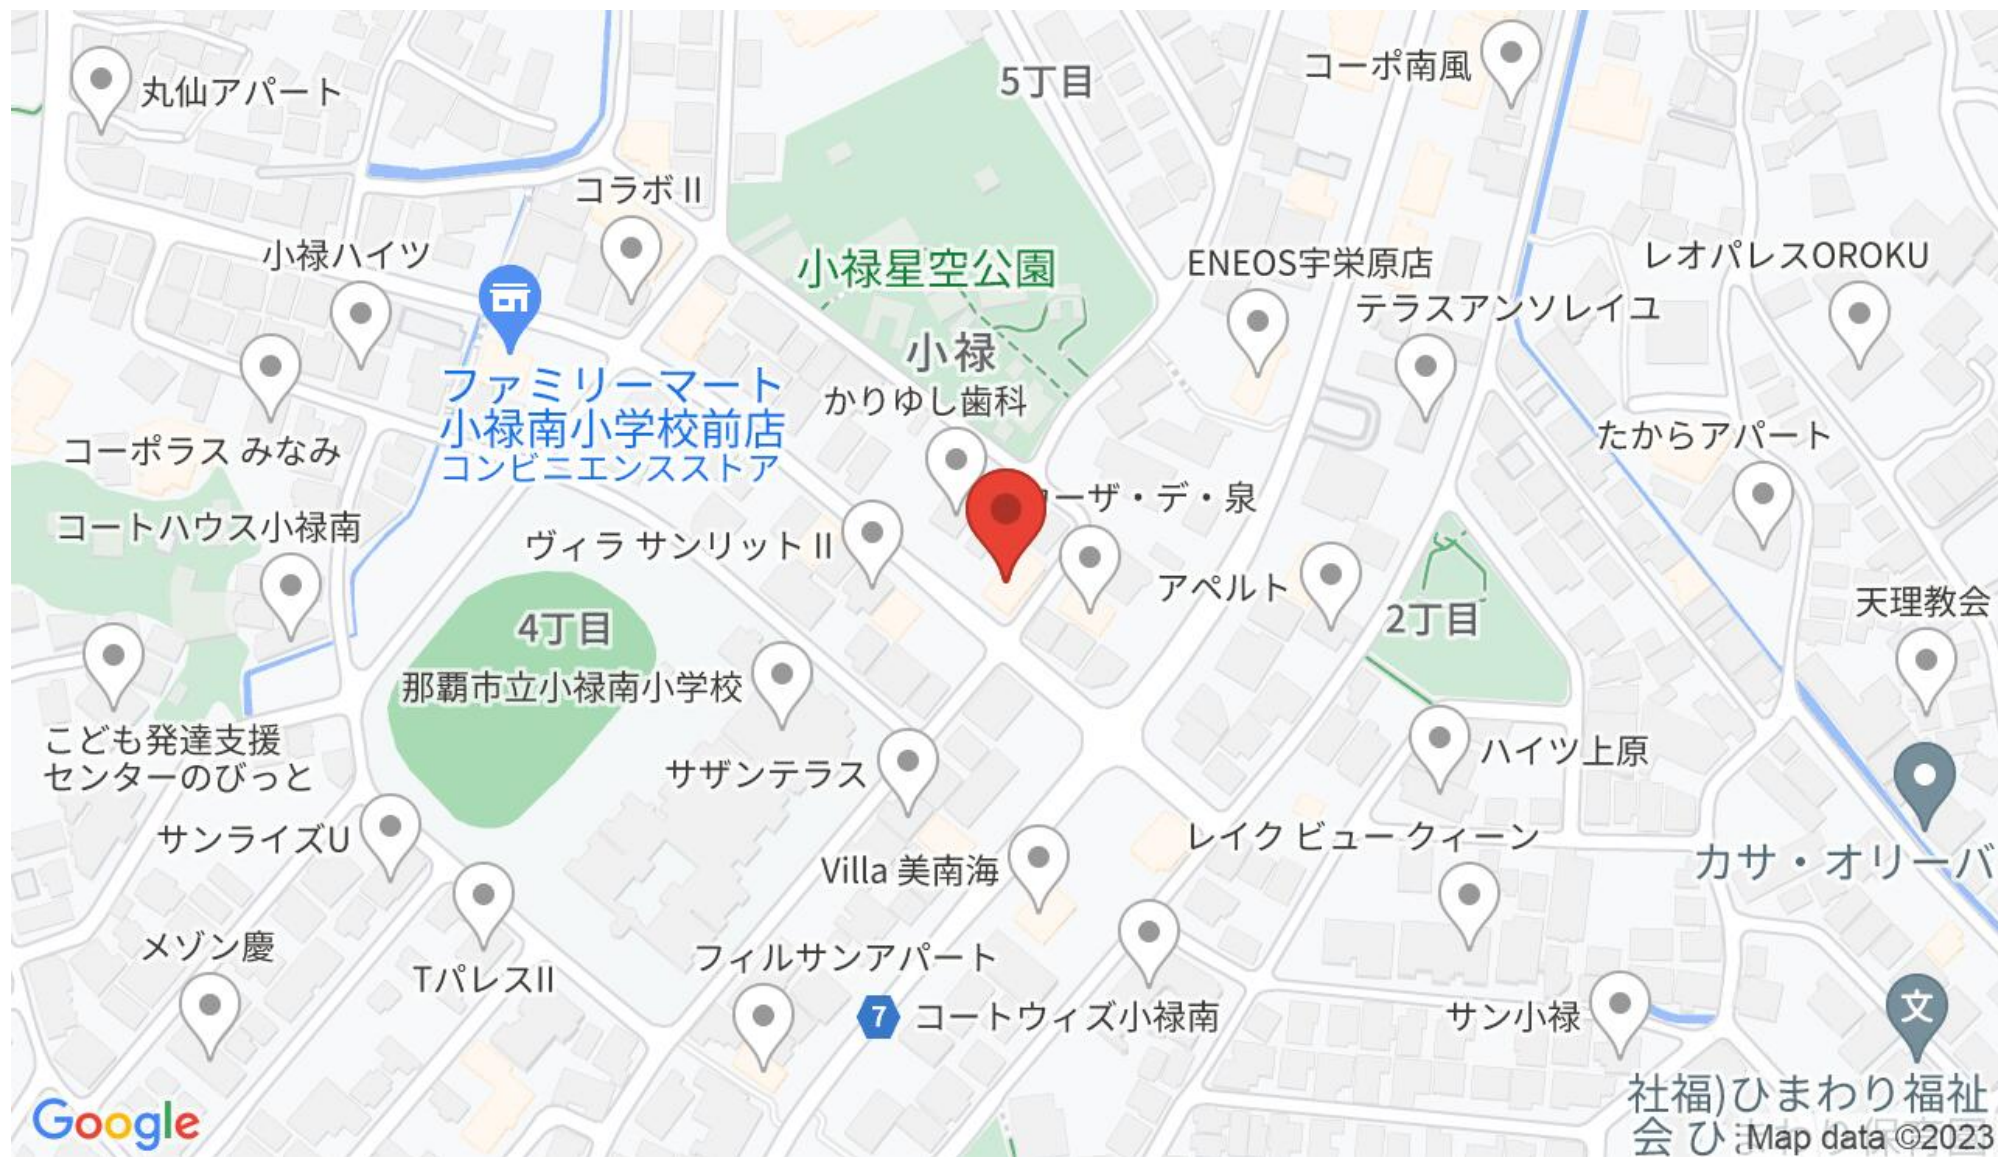 5丁目
コーポ南風
丸仙アパート
コラボ II
小禄ハイツ
小禄星空公園
ENEOS宇栄原店
レオパレスOROKU
テラスアンソレイユ
小禄
かりゆし歯科
ファミリーマート
小禄南小学校前店
コンビニエンスストア
コーポラス みなみ
たからアパート
ーザ・デ・泉
コートハウス小禄南
ヴィラ サンリット II
アペルト
2丁目
天理教会
4丁目
那覇市立小禄南小学校
こども発達支援
センターのびっと
サザンテラス
ハイツ上原
サンライズU
レイク ビュー クィーン
カサ・オリーバ
Villa 美南海
メゾン慶
TパレスII
フィルサンアパート
7
コートウィズ小禄南
サン小禄
文
社福)ひまわり福祉
会 ひ
Google
Map data ©2023